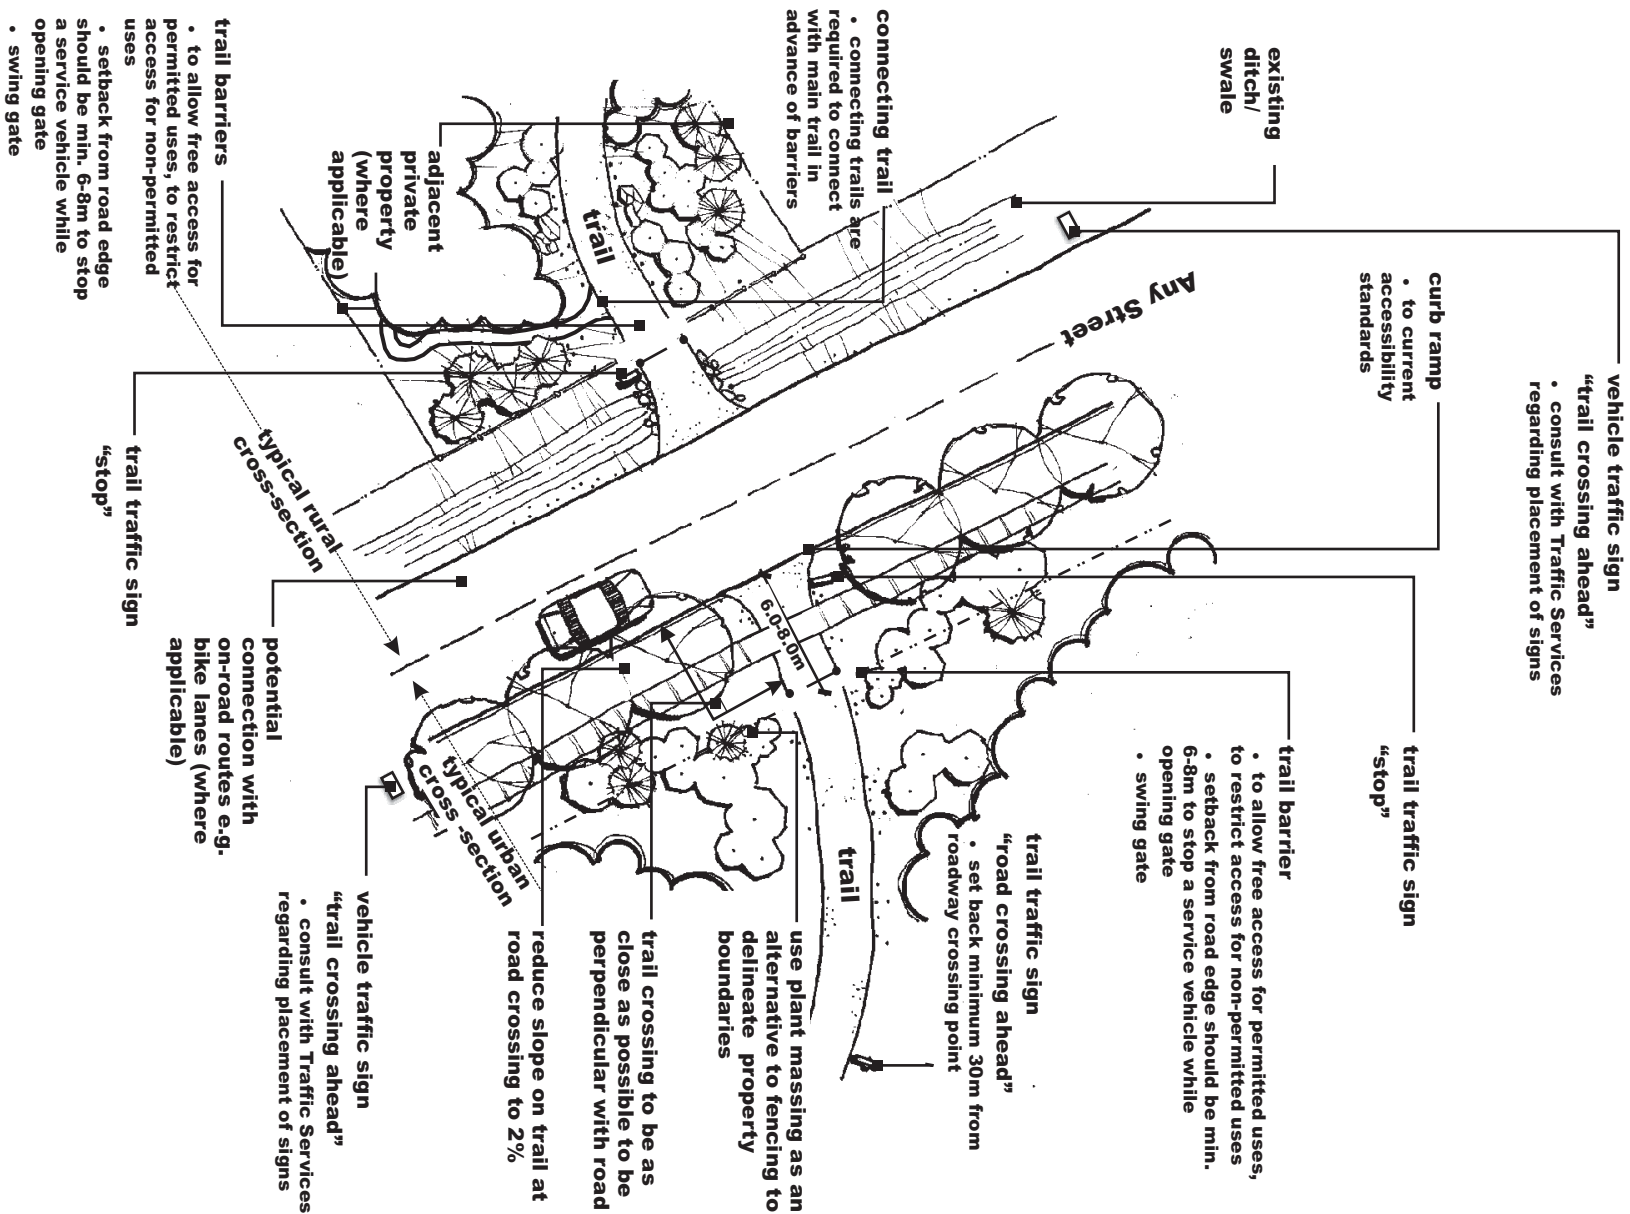 vehicle traffic sign
“trail crossing ahead”
• consult with Traffic Services
regarding placement of signs
curb ramp
• to current
accessibility
standards
existing
ditch/
swale
connecting trail
• connecting trails are
required to connect
with main trail in
advance of barriers
adjacent
private
property
(where
applicable)
trail barriers
• to allow free access for
permitted uses, to restrict
access for non-permitted
uses
• setback from road edge
should be min. 6-8m to stop
a service vehicle while
opening gate
• swing gate
trail
Any Street
trail traffic sign
“stop”
trail barrier
• to allow free access for permitted uses,
to restrict access for non-permitted uses
• setback from road edge should be min.
6-8m to stop a service vehicle while
opening gate
• swing gate
trail traffic sign
“road crossing ahead”
• set back minimum 30m from
roadway crossing point
6.0-8.0m
trail
typical rural
cross-section
trail traffic sign
“stop”
typical urban
cross -section
use plant massing as an
alternative to fencing to
delineate property
boundaries
trail crossing to be as
close as possible to be
perpendicular with road
reduce slope on trail at
road crossing to 2%
potential
connection with
on-road routes e.g.
bike lanes (where
applicable)
vehicle traffic sign
“trail crossing ahead”
• consult with Traffic Services
regarding placement of signs